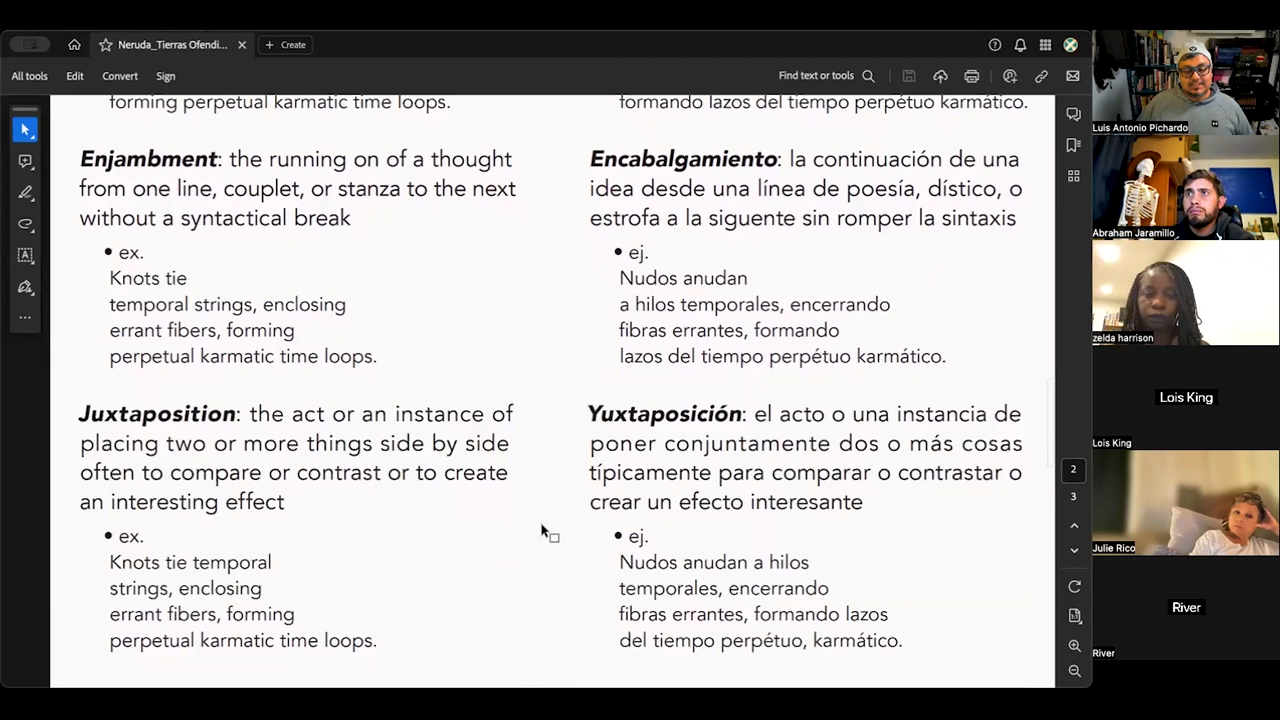 Neruda_Tierras Ofendi...
Create
All tools
Edit
Convert
Sign
Find text or tools
forming perpetual karmatic time loops.
Enjambment: the running on of a thought
from one line, couplet, or stanza to the next
without a syntactical break
• ex.
Knots tie
temporal strings, enclosing
errant fibers, forming
perpetual karmatic time loops.
Juxtaposition: the act or an instance of
placing two or more things side by side
often to compare or contrast or to create
an interesting effect
• ex.
Knots tie temporal
strings, enclosing
errant fibers, forming
perpetual karmatic time loops.
formando lazos del tiempo perpétuo karmático.
Encabalgamiento: la continuación de una
idea desde una línea de poesía, dístico, o
estrofa a la siguente sin romper la sintaxis
• ej.
Nudos anudan
a hilos temporales, encerrando
fibras errantes, formando
lazos del tiempo perpétuo karmático.
Yuxtaposición: el acto o una instancia de
poner conjuntamente dos o más cosas
típicamente para comparar o contrastar o
crear un efecto interesante
• ej.
Nudos anudan a hilos
temporales, encerrando
fibras errantes, formando lazos
del tiempo perpétuo, karmático.
2
3
Luis Antonio Pichardo
Abraham Jaramillo
zelda harrison
Lois King
Lois King
Julie Rico
River
River